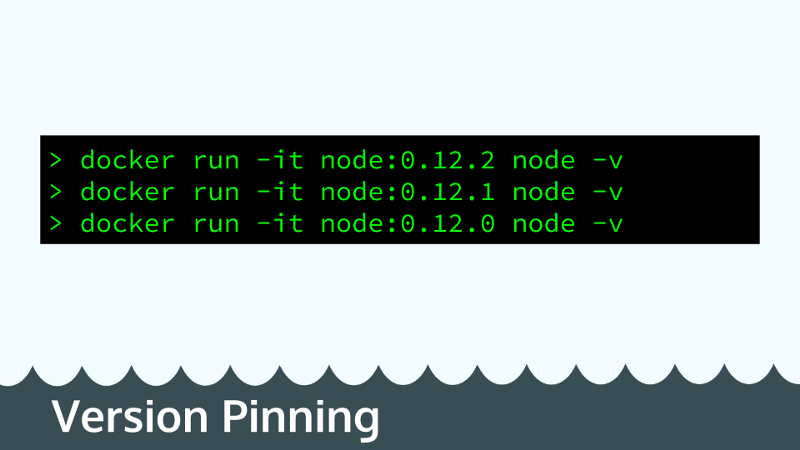 > docker run -it node:0.12.2 node -v
> docker run -it node:0.12.1 node -v
> docker run -it node:0.12.0 node -v
Version Pinning